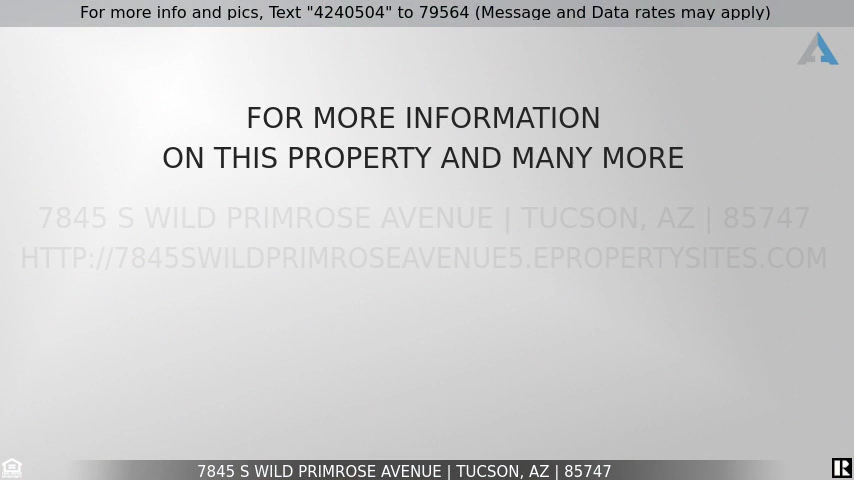 For more info and pics, Text "4240504" to 79564 (Message and Data rates may apply)
FOR MORE INFORMATION
ON THIS PROPERTY AND MANY MORE
7845 S WILD PRIMROSE AVENUE | TUCSON, AZ | 85747
HTTP://7845SWILDPRIMROSEAVENUE5.EPROPERTYSITES.COM
7845 S WILD PRIMROSE AVENUE | TUCSON, AZ | 85747